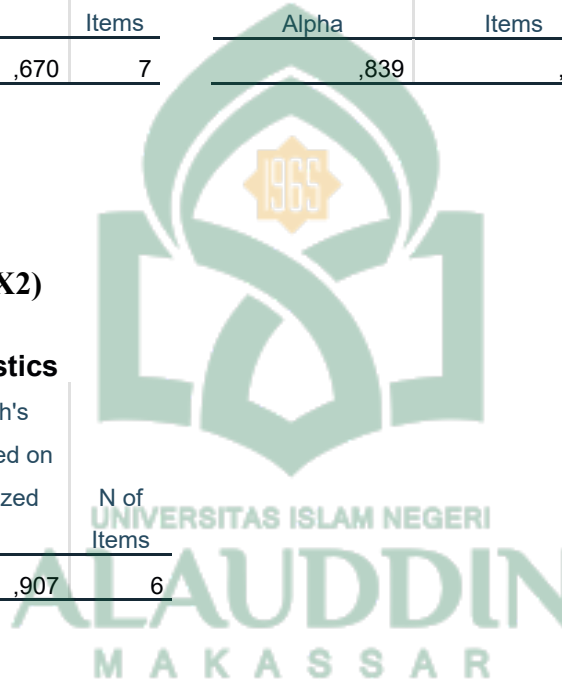 Items
,670 7
Alpha Items
,839 ,
1965
X2)
stics
h's
ed on
zed N of
Items
,907 6
UNIVERSITAS ISLAM NEGERI
ALAUDDIN
MAKASSAR